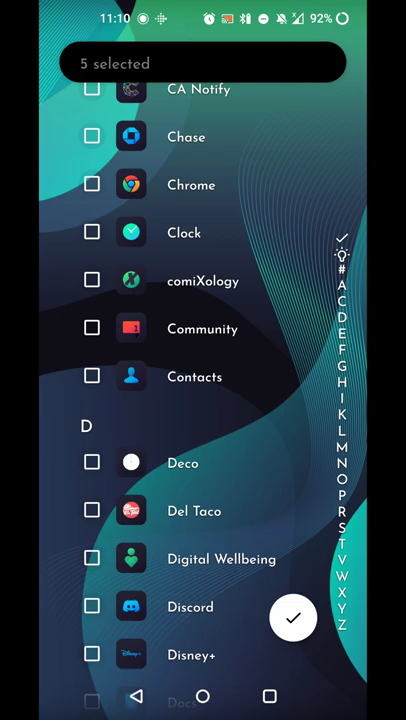 11:10
92%
5 selected
CA Notify
Chase
Chrome
Clock
comiXology
Community
Contacts
D
Deco
Del Taco
Digital Wellbeing
Discord
Disney+
Docs
#
A
C
D
E
F
G
H
I
K
L
M
N
O
P
R
S
T
V
W
X
Y
Z